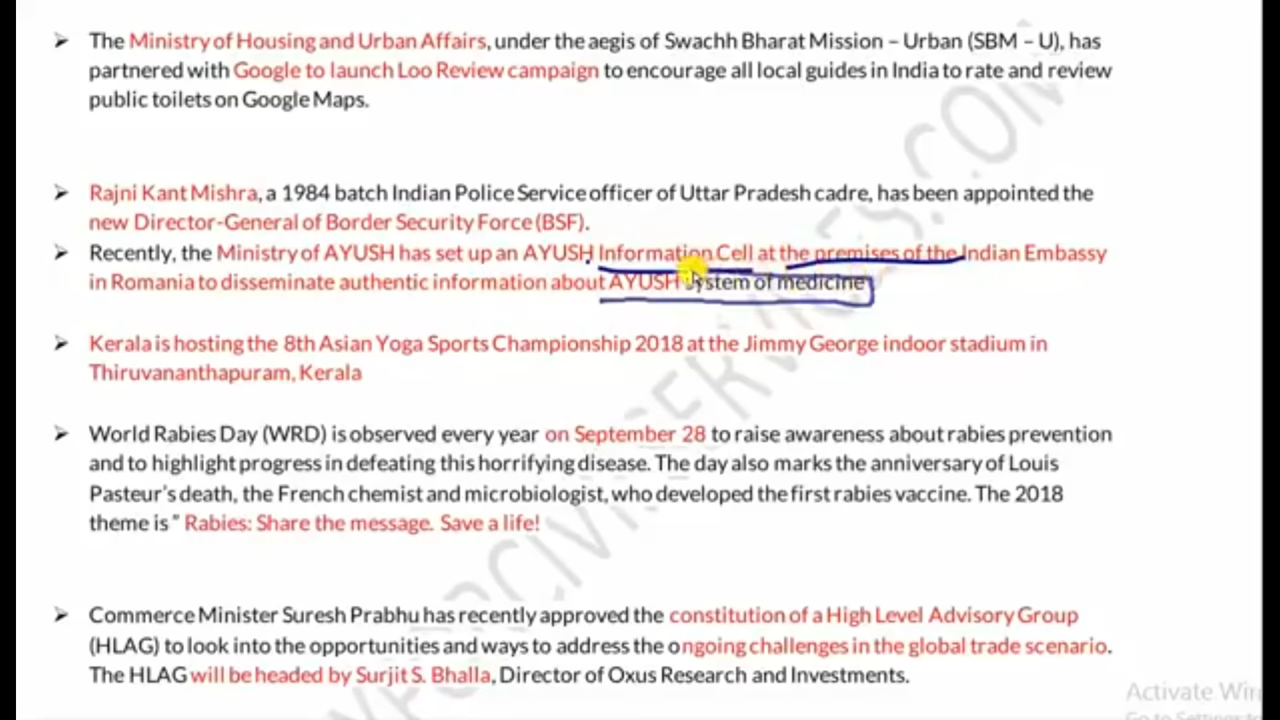 ➢ The Ministry of Housing and Urban Affairs, under the aegis of Swachh Bharat Mission – Urban (SBM – U), has
partnered with Google to launch Loo Review campaign to encourage all local guides in India to rate and review
public toilets on Google Maps.
➢ Rajni Kant Mishra, a 1984 batch Indian Police Service officer of Uttar Pradesh cadre, has been appointed the
new Director-General of Border Security Force (BSF).
➢ Recently, the Ministry of AYUSH has set up an AYUSH Information Cell at the premises of the Indian Embassy
in Romania to disseminate authentic information about AYUSH system of medicine
➢ Kerala is hosting the 8th Asian Yoga Sports Championship 2018 at the Jimmy George indoor stadium in
Thiruvananthapuram, Kerala
➢ World Rabies Day (WRD) is observed every year on September 28 to raise awareness about rabies prevention
and to highlight progress in defeating this horrifying disease. The day also marks the anniversary of Louis
Pasteur's death, the French chemist and microbiologist, who developed the first rabies vaccine. The 2018
theme is " Rabies: Share the message. Save a life!
➢ Commerce Minister Suresh Prabhu has recently approved the constitution of a High Level Advisory Group
(HLAG) to look into the opportunities and ways to address the ongoing challenges in the global trade scenario.
The HLAG will be headed by Surjit S. Bhalla, Director of Oxus Research and Investments.
Activate Win